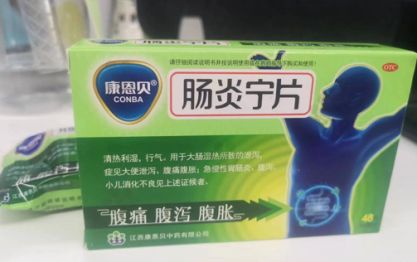 请仔细阅读说明书并按说明使用或在药师指导下购买和使用！
OTC
康恩贝
CONBA
肠炎宁片
清热利湿，行气。用于大肠湿热所致的泄泻，
症见大便泄泻，腹痛腹胀；急慢性胃肠炎、腹泻、
小儿消化不良见上述证候者。
腹痛 腹泻 腹胀
江西康恩贝中药有限公司
48